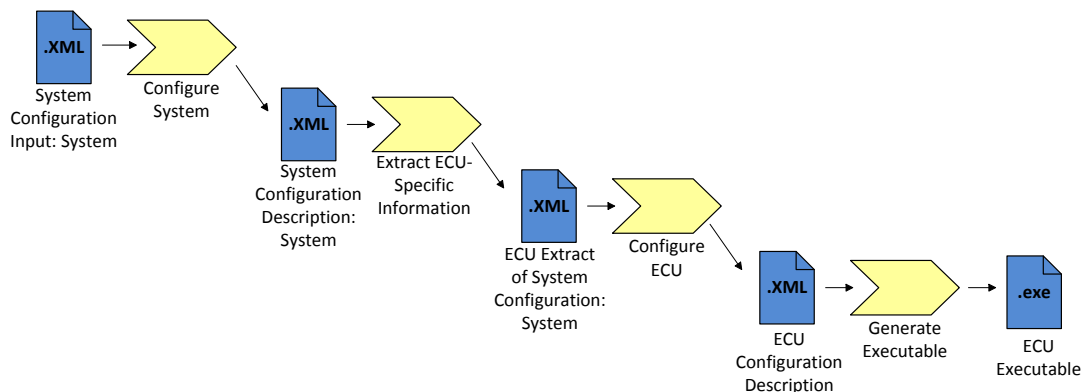 .XML
System
Configuration
Input: System
Configure
System
.XML
System
Configuration
Description:
System
Extract ECU-
Specific
Information
.XML
ECU Extract
of System
Configuration:
System
Configure
ECU
.XML
ECU
Configuration
Description
Generate
Executable
.exe
ECU
Executable